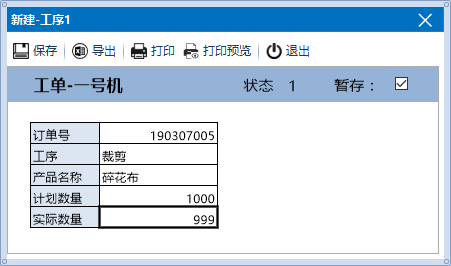 新建-工序1
保存 导出 打印 打印预览 退出
工单-一号机 状态 1 暂存：
订单号 190307005
工序 裁剪
产品名称 碎花布
计划数量 1000
实际数量 999